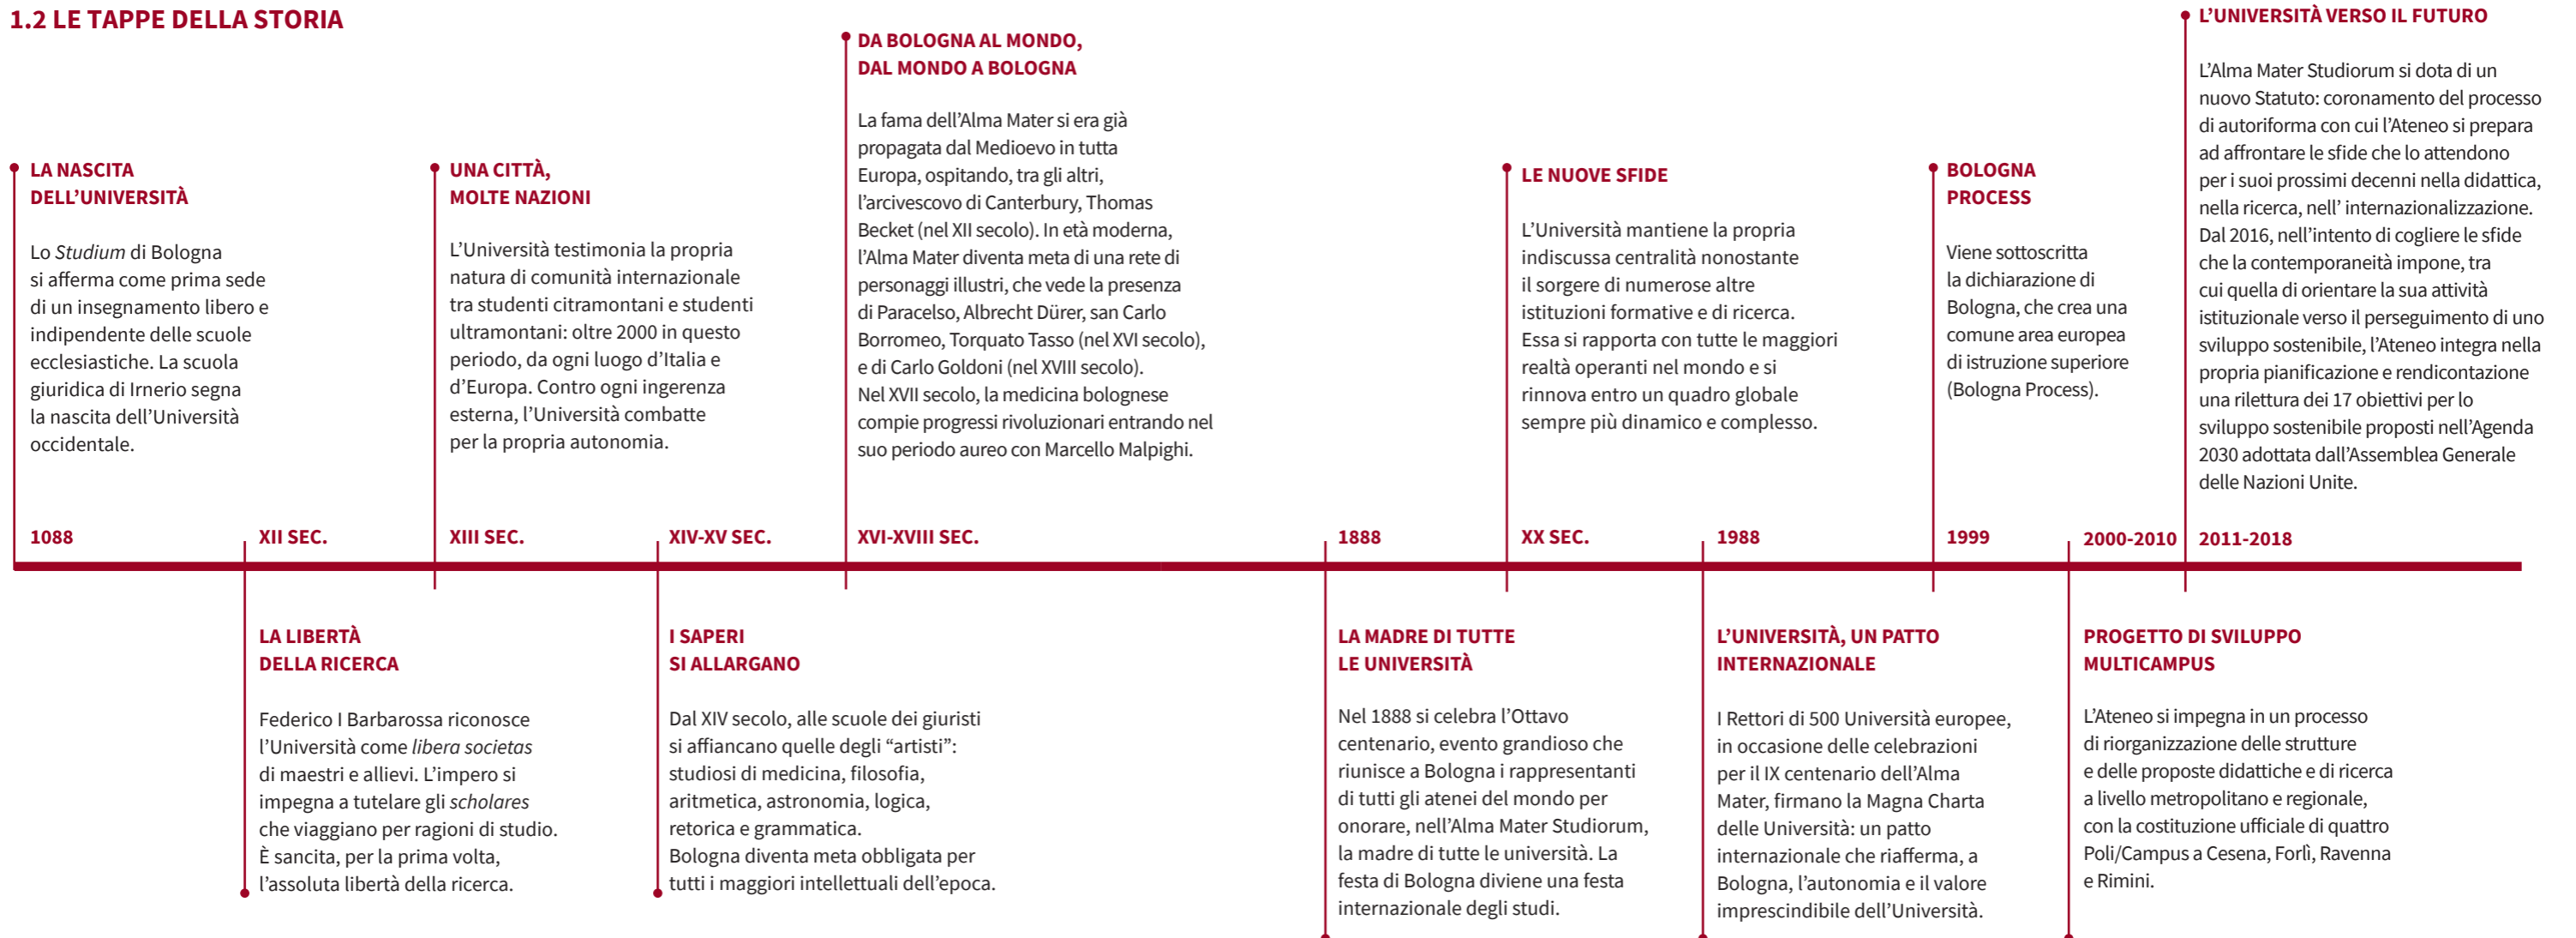 1.2 LE TAPPE DELLA STORIA
LA NASCITA
DELL’UNIVERSITÀ
Lo Studium di Bologna
si afferma come prima sede
di un insegnamento libero e
indipendente delle scuole
ecclesiastiche. La scuola
giuridica di Irnerio segna
la nascita dell’Università
occidentale.
1088
XII SEC.
LA LIBERTÀ
DELLA RICERCA
Federico I Barbarossa riconosce
l’Università come libera societas
di maestri e allievi. L’impero si
impegna a tutelare gli scholares
che viaggiano per ragioni di studio.
È sancita, per la prima volta,
l’assoluta libertà della ricerca.
UNA CITTÀ,
MOLTE NAZIONI
L’Università testimonia la propria
natura di comunità internazionale
tra studenti citramontani e studenti
ultramontani: oltre 2000 in questo
periodo, da ogni luogo d’Italia e
d’Europa. Contro ogni ingerenza
esterna, l’Università combatte
per la propria autonomia.
XIII SEC.
XIV-XV SEC.
I SAPERI
SI ALLARGANO
Dal XIV secolo, alle scuole dei giuristi
si affiancano quelle degli “artisti”:
studiosi di medicina, filosofia,
aritmetica, astronomia, logica,
retorica e grammatica.
Bologna diventa meta obbligata per
tutti i maggiori intellettuali dell’epoca.
DA BOLOGNA AL MONDO,
DAL MONDO A BOLOGNA
La fama dell’Alma Mater si era già
propagata dal Medioevo in tutta
Europa, ospitando, tra gli altri,
l’arcivescovo di Canterbury, Thomas
Becket (nel XII secolo). In età moderna,
l’Alma Mater diventa meta di una rete di
personaggi illustri, che vede la presenza
di Paracelso, Albrecht Dürer, san Carlo
Borromeo, Torquato Tasso (nel XVI secolo),
e di Carlo Goldoni (nel XVIII secolo).
Nel XVII secolo, la medicina bolognese
compie progressi rivoluzionari entrando nel
suo periodo aureo con Marcello Malpighi.
XVI-XVIII SEC.
1888
LA MADRE DI TUTTE
LE UNIVERSITÀ
Nel 1888 si celebra l’Ottavo
centenario, evento grandioso che
riunisce a Bologna i rappresentanti
di tutti gli atenei del mondo per
onorare, nell’Alma Mater Studiorum,
la madre di tutte le università. La
festa di Bologna diviene una festa
internazionale degli studi.
LE NUOVE SFIDE
L’Università mantiene la propria
indiscussa centralità nonostante
il sorgere di numerose altre
istituzioni formative e di ricerca.
Essa si rapporta con tutte le maggiori
realtà operanti nel mondo e si
rinnova entro un quadro globale
sempre più dinamico e complesso.
XX SEC.
1988
L’UNIVERSITÀ, UN PATTO
INTERNAZIONALE
I Rettori di 500 Università europee,
in occasione delle celebrazioni
per il IX centenario dell’Alma
Mater, firmano la Magna Charta
delle Università: un patto
internazionale che riafferma, a
Bologna, l’autonomia e il valore
imprescindibile dell’Università.
BOLOGNA
PROCESS
Viene sottoscritta
la dichiarazione di
Bologna, che crea una
comune area europea
di istruzione superiore
(Bologna Process).
1999
2000-2010
PROGETTO DI SVILUPPO
MULTICAMPUS
L’Ateneo si impegna in un processo
di riorganizzazione delle strutture
e delle proposte didattiche e di ricerca
a livello metropolitano e regionale,
con la costituzione ufficiale di quattro
Poli/Campus a Cesena, Forlì, Ravenna
e Rimini.
L’UNIVERSITÀ VERSO IL FUTURO
L’Alma Mater Studiorum si dota di un
nuovo Statuto: coronamento del processo
di autoriforma con cui l’Ateneo si prepara
ad affrontare le sfide che lo attendono
per i suoi prossimi decenni nella didattica,
nella ricerca, nell’ internazionalizzazione.
Dal 2016, nell’intento di cogliere le sfide
che la contemporaneità impone, tra
cui quella di orientare la sua attività
istituzionale verso il perseguimento di uno
sviluppo sostenibile, l’Ateneo integra nella
propria pianificazione e rendicontazione
una rilettura dei 17 obiettivi per lo
sviluppo sostenibile proposti nell’Agenda
2030 adottata dall’Assemblea Generale
delle Nazioni Unite.
2011-2018